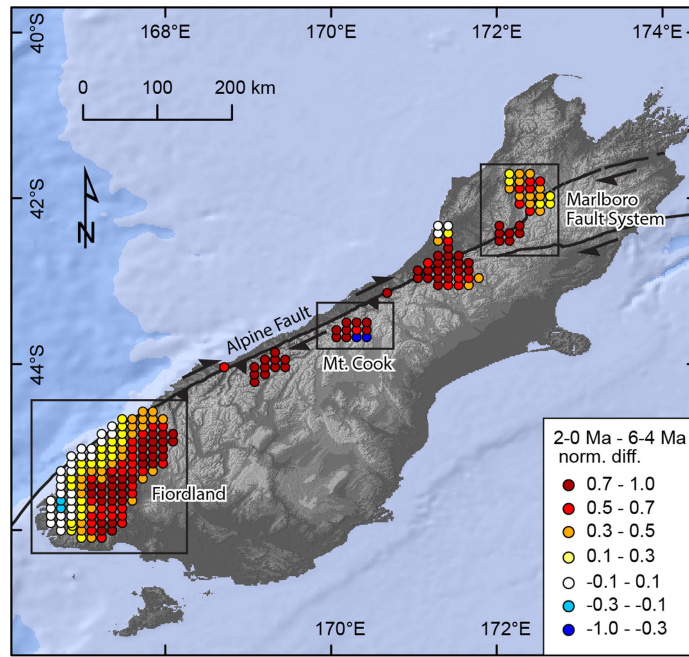 40°S
168°E
170°E
172°E
174°E
0
100
200 km
42°S
N
Marlboro
Fault System
Alpine Fault
Mt. Cook
44°S
Fiordland
2-0 Ma - 6-4 Ma
norm. diff.
0.7 - 1.0
0.5 - 0.7
0.3 - 0.5
0.1 - 0.3
-0.1 - 0.1
-0.3 - -0.1
-1.0 - -0.3
170°E
172°E